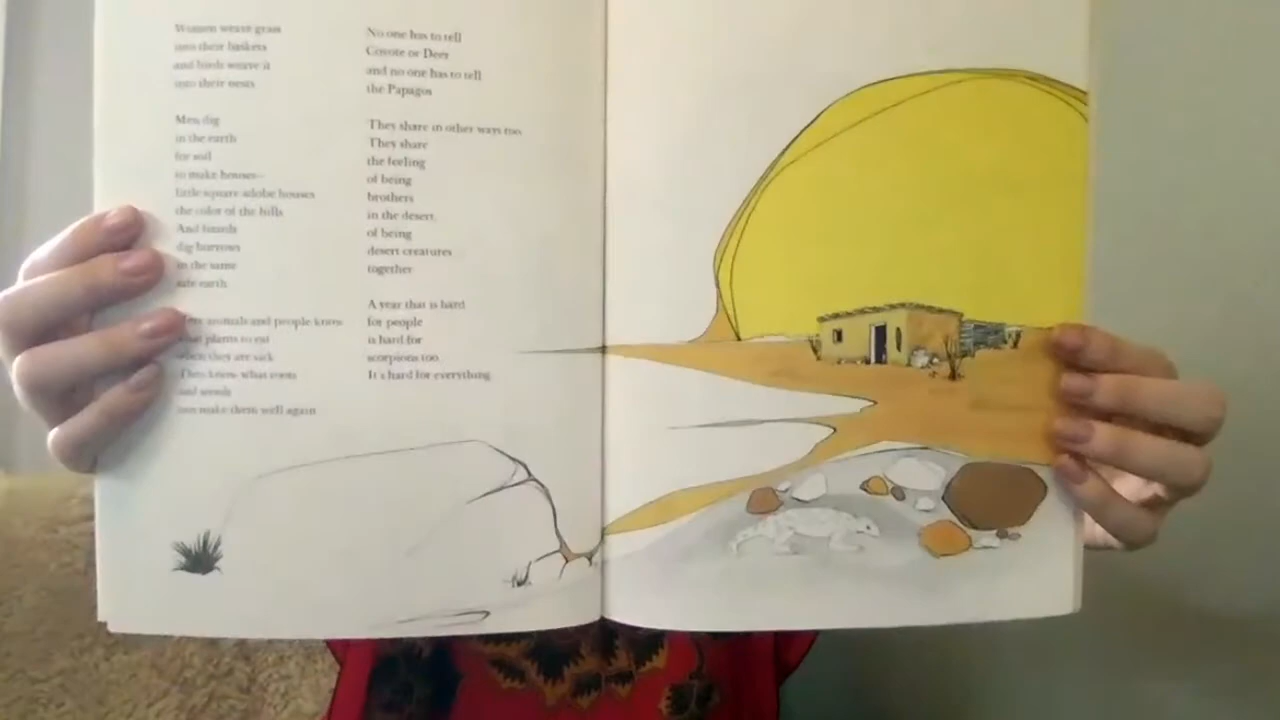 Women weave grass
into their baskets
and birds weave it
into their nests
Men dig
in the earth
for soil
to make houses—
little square adobe houses
the color of the hills
And lizards
dig burrows
in the same
safe earth
animals and people know
what plants to eat
when they are sick
They know what roots
and weeds
can make them well again
No one has to tell
Coyote or Deer
and no one has to tell
the Papagos
They share in other ways too
They share
the feeling
of being
brothers
in the desert,
of being
desert creatures
together
A year that is hard
for people
is hard for
scorpions too
It's hard for everything